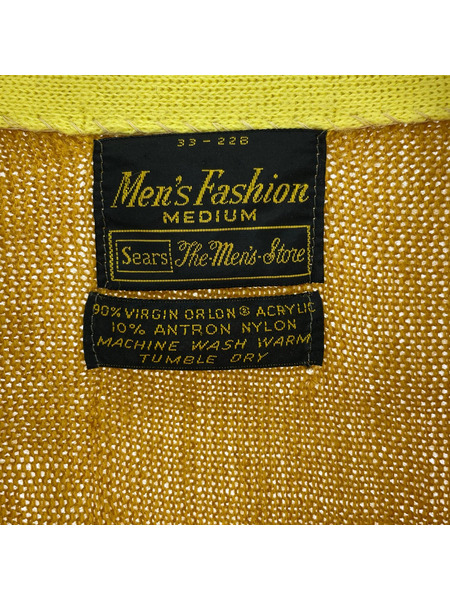 33-22B
Men's Fashion
MEDIUM
Sears The Men's Store
90% VIRGIN ORLON® ACRYLIC
10% ANTRON NYLON
MACHINE WASH WARM
TUMBLE DRY